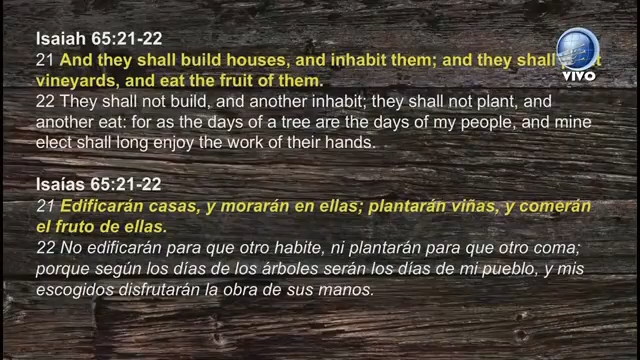 Isaiah 65:21-22
21 And they shall build houses, and inhabit them; and they shall
vineyards, and eat the fruit of them.
22 They shall not build, and another inhabit; they shall not plant, and
another eat: for as the days of a tree are the days of my people, and mine
elect shall long enjoy the work of their hands.
Isaías 65:21-22
21 Edificarán casas, y morarán en ellas; plantarán viñas, y comerán
el fruto de ellas.
22 No edificarán para que otro habite, ni plantarán para que otro coma;
porque según los días de los árboles serán los días de mi pueblo, y mis
escogidos disfrutarán la obra de sus manos.
VIVO